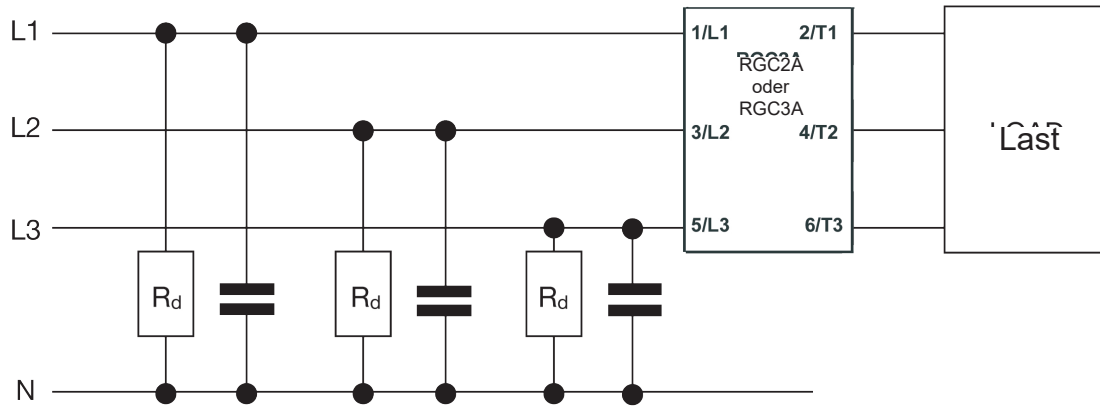 L1
1/L1 2/T1
RGC2A
oder
RGC3A
L2
3/L2 4/T2
Last
L3
5/L3 6/T3
Rd Rd Rd
N